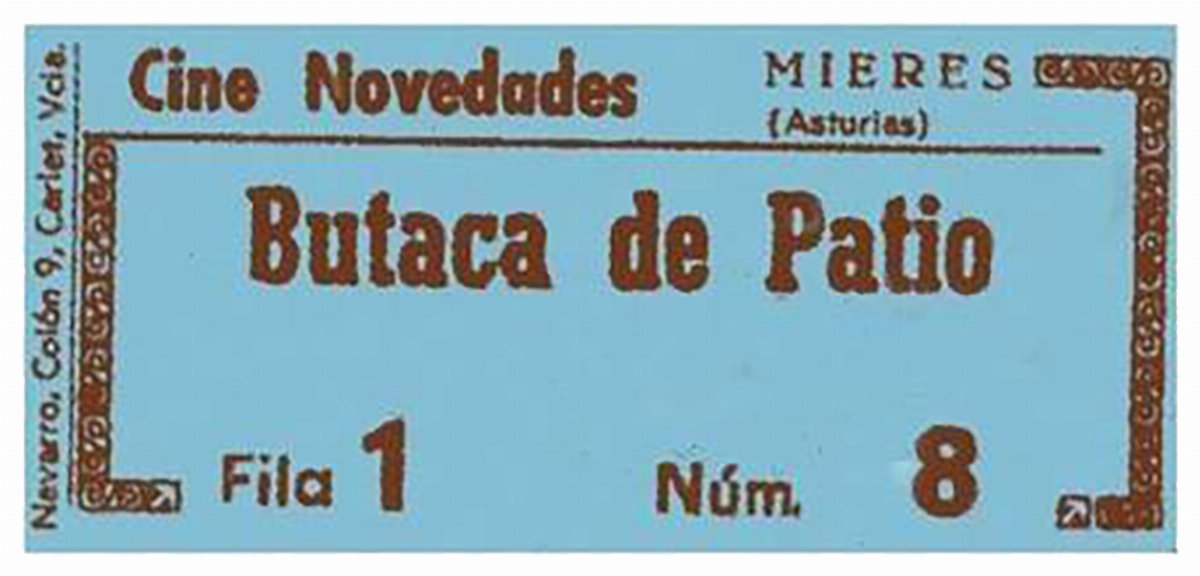 Cine Novedades
MIERES
(Asturias)
Butaca de Patio
Fila 1 Núm. 8
Navarro, Colón 9, Carlet, Vcia.